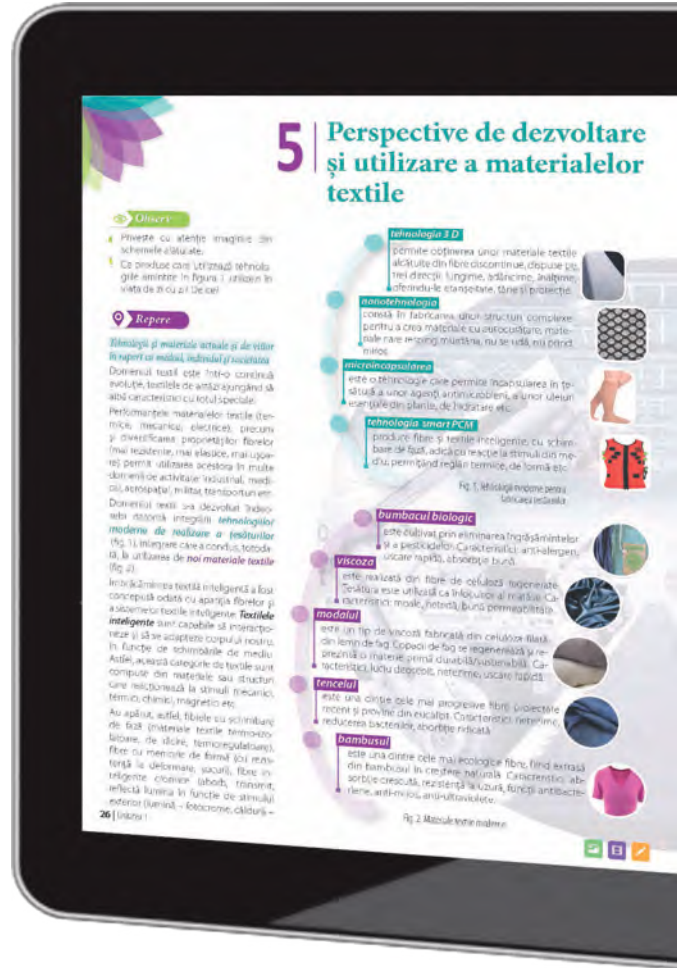 5
Perspective de dezvoltare
și utilizare a materialelor
textile
Observ
Privește cu atenție imaginile din
schemele alăturate.
Ce produse care utilizează tehnolo-
giile amintite în figura 1 utilizezi în
viața de zi cu zi? De ce?
Repere
Tehnologii și materiale actuale și de viitor
în raport cu mediul, individul și societatea
Domeniul textil este într-o continuă
evoluție, textilele de astăzi ajungând să
aibă caracteristici cu totul speciale.
Performanțele materialelor textile (ter-
mice, mecanice, electrice), precum
și diversificarea proprietăților fibrelor
(mai rezistente, mai elastice, mai ușoa-
re) permit utilizarea acestora în multe
domenii de activitate: industrial, medi-
cal, aerospațial, militar, transporturi etc.
Domeniul textil s-a dezvoltat îndeo-
sebi datorită integrării tehnologiilor
moderne de realizare a țesăturilor
(fig. 1), integrare care a condus, totoda-
tă, la utilizarea de noi materiale textile
(fig. 2).
Îmbrăcămintea textilă inteligentă a fost
concepută odată cu apariția fibrelor și
a sistemelor textile inteligente. Textilele
inteligente sunt capabile să interacțio-
neze și să se adapteze corpului nostru,
în funcție de schimbările de mediu.
Astfel, această categorie de textile sunt
compuse din materiale sau structuri
care reacționează la stimuli mecanici,
termici, chimici, magnetici etc.
Au apărut, astfel, fibrele cu schimbare
de fază (materiale textile termo-izo-
latoare, de răcire, termoregulatoare),
fibre cu memorie de formă (cu rezis-
tență la deformare, șocuri), fibre in-
teligente cromice (absorb, transmit,
reflectă lumina în funcție de stimulul
exterior (lumină – fotocrome, căldură –
26 | Unitatea 1
tehnologia 3 D
permite obținerea unor materiale textile
alcătuite din fibre discontinue, dispuse pe
trei direcții: lungime, adâncime, înălțime,
oferindu-le etanșeitate, tărie și protecție.
nanotehnologia
constă în fabricarea unor structuri complexe
pentru a crea materiale cu autocurățare, mate-
riale care resping murdăria, nu se udă, nu prind
miros.
microincapsularea
este o tehnologie care permite încapsularea în țe-
sătură a unor agenți antimicrobieni, a unor uleiuri
esențiale din plante, de hidratare etc.
tehnologia smart PCM
produce fibre și textile inteligente, cu schim-
bare de fază, adică cu reacție la stimulii din me-
diu, permițând reglări termice, de formă etc.
Fig. 1. Tehnologii moderne pentru
fabricarea țesăturilor
bumbacul biologic
este cultivat prin eliminarea îngrășămintelor
și a pesticidelor. Caracteristici: anti-alergen,
uscare rapidă, absorbție bună.
viscoza
este realizată din fibre de celuloză regenerate.
Țesătura este utilizată ca înlocuitor al mătăsii. Ca-
racteristici: moale, netedă, bună permeabilitate.
modalul
este un tip de viscoză fabricată din celuloză filată
din lemn de fag. Copacii de fag se regenerează și re-
prezintă o materie primă durabilă/sustenabilă. Ca-
racteristici: luciu deosebit, netezime, uscare rapidă.
tencelul
este una dintre cele mai progresive fibre proiectate
recent și provine din eucalipt. Caracteristici: netezime,
reducerea bacteriilor, absorbție ridicată.
bambusul
este una dintre cele mai ecologice fibre, fiind extrasă
din bambusul în creștere naturală. Caracteristici: ab-
sorbție crescută, rezistență la uzură, funcții antibacte-
riene, anti-miros, anti-ultraviolete.
Fig. 2. Materiale textile moderne